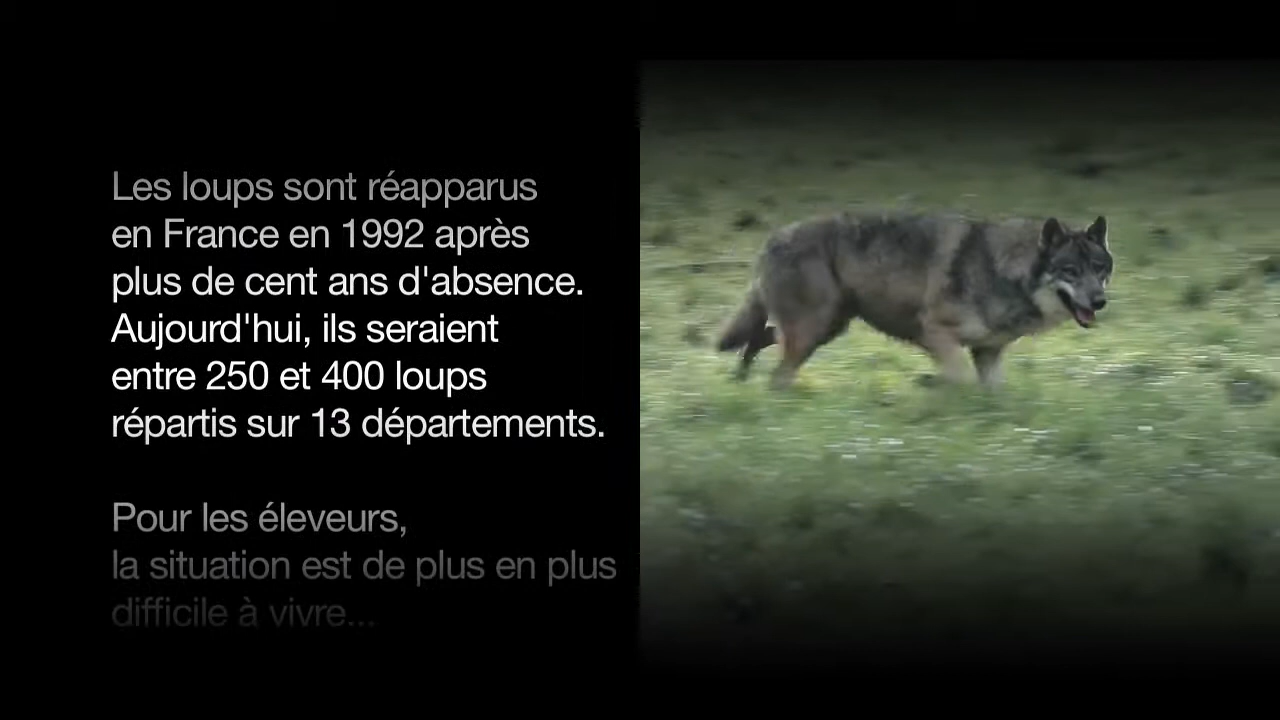 Les loups sont réapparus
en France en 1992 après
plus de cent ans d'absence.
Aujourd'hui, ils seraient
entre 250 et 400 loups
répartis sur 13 départements.
Pour les éleveurs,
la situation est de plus en plus
difficile à vivre...